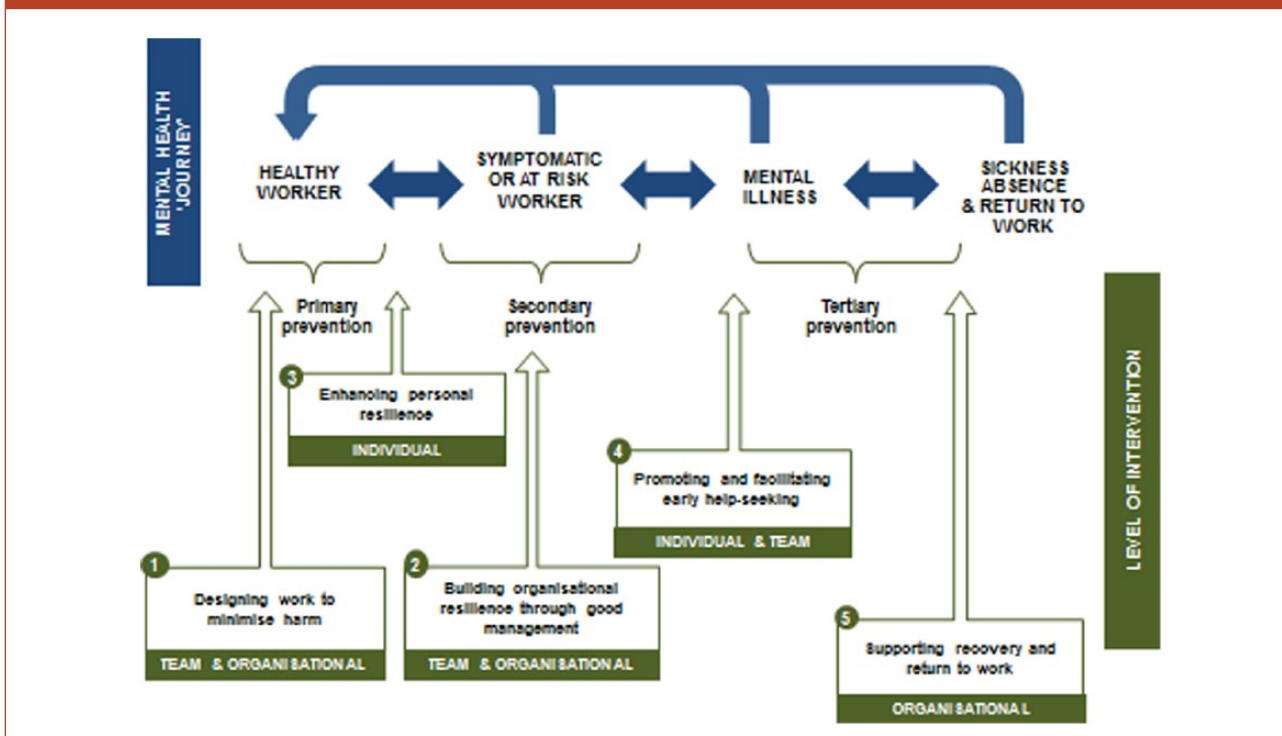 MENTAL HEALTH
'JOURNEY'
HEALTHY
WORKER
SYMPTOMATIC
OR AT RISK
WORKER
MENTAL
ILLNESS
SICKNESS
ABSENCE
& RETURN TO
WORK
Primary
prevention
Secondary
prevention
Tertiary
prevention
LEVEL OF INTERVENTION
3
Enhancing personal
resilience
INDIVIDUAL
4
Promoting and facilitating
early help-seeking
INDIVIDUAL & TEAM
1
Designing work to
minimise harm
TEAM & ORGANISATIONAL
2
Building organisational
resilience through good
management
TEAM & ORGANISATIONAL
5
Supporting recovery and
return to work
ORGANISATIONAL